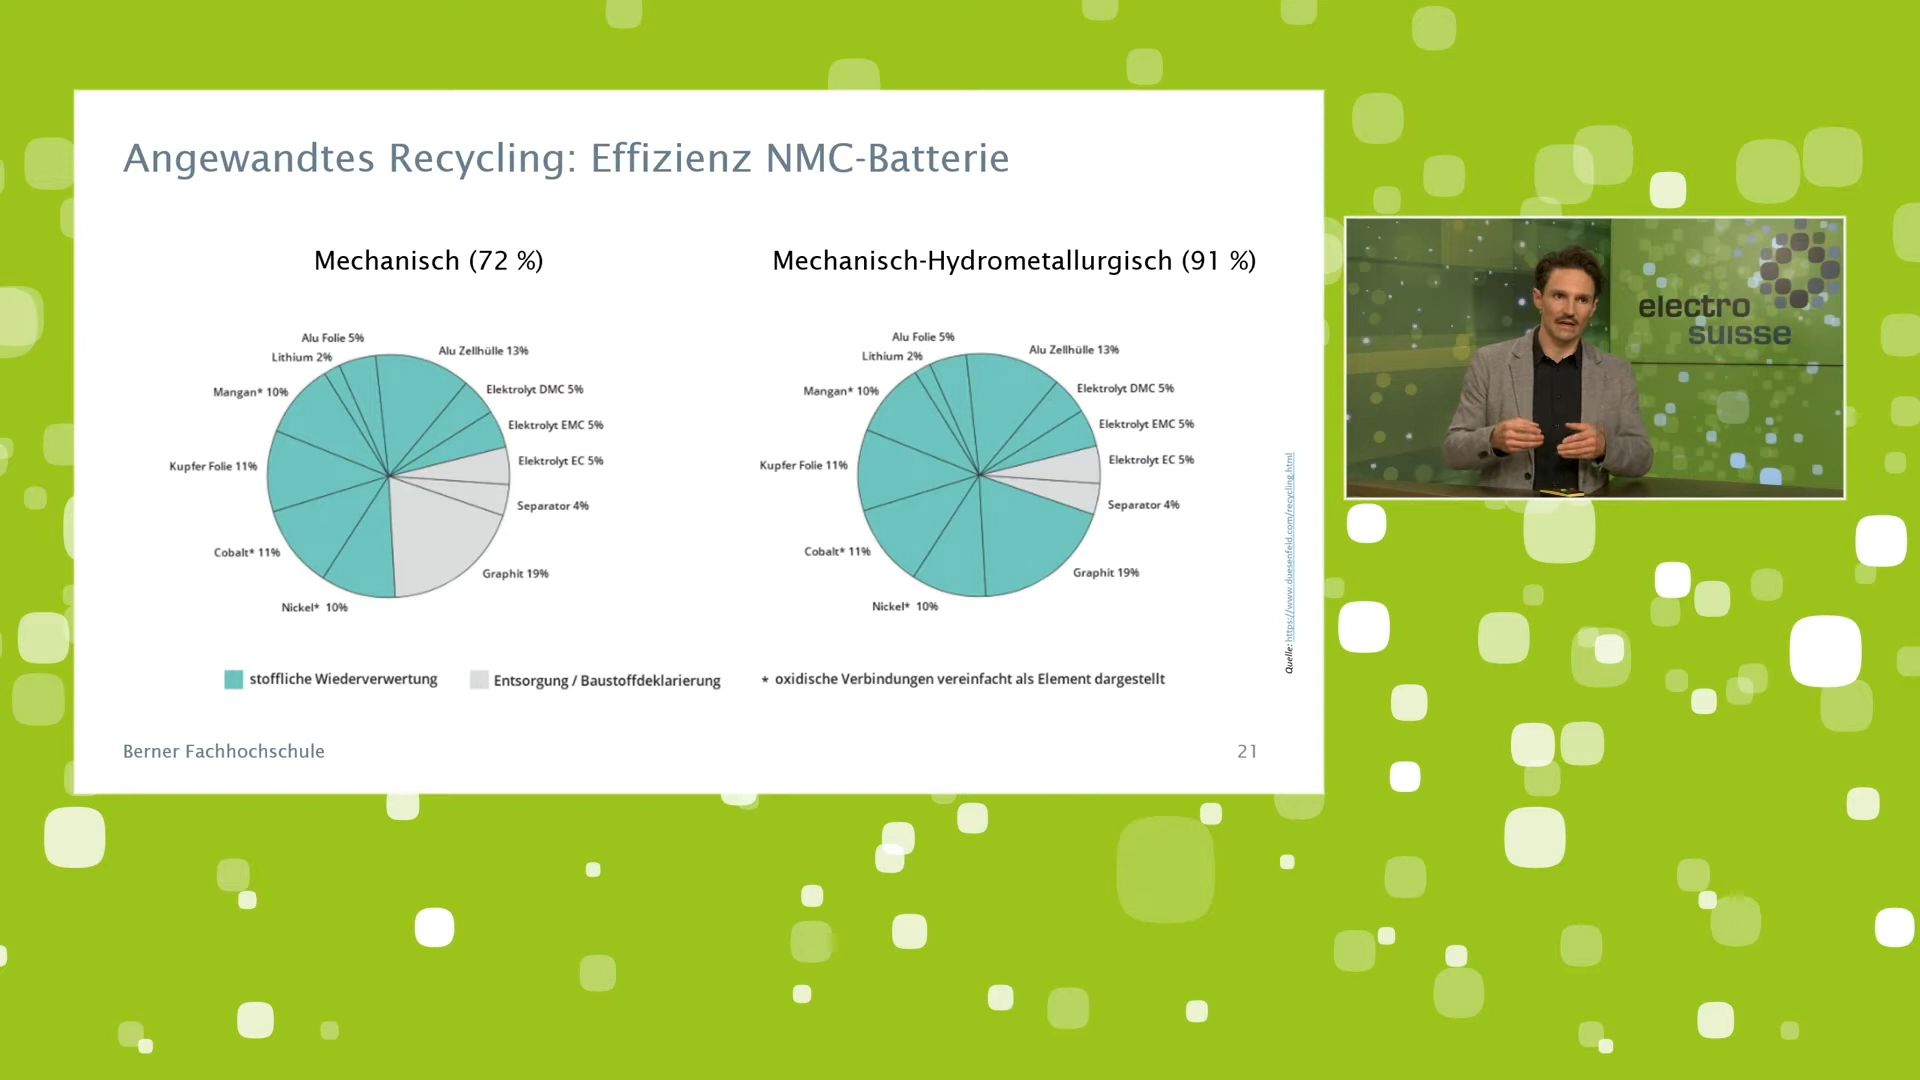 Angewandtes Recycling: Effizienz NMC-Batterie
Mechanisch (72 %)
Alu Folie 5%
Alu Zellhülle 13%
Lithium 2%
Elektrolyt DMC 5%
Mangan* 10%
Elektrolyt EMC 5%
Kupfer Folie 11%
Elektrolyt EC 5%
Separator 4%
Cobalt* 11%
Graphit 19%
Nickel* 10%
Mechanisch-Hydrometallurgisch (91 %)
Alu Folie 5%
Alu Zellhülle 13%
Lithium 2%
Elektrolyt DMC 5%
Mangan* 10%
Elektrolyt EMC 5%
Kupfer Folie 11%
Elektrolyt EC 5%
Separator 4%
Cobalt* 11%
Graphit 19%
Nickel* 10%
Quelle: https://www.duesenfeld.com/recycling.html
stoffliche Wiederverwertung
Entsorgung / Baustoffdeklarierung
* oxidische Verbindungen vereinfacht als Element dargestellt
Berner Fachhochschule
21
electro
suisse